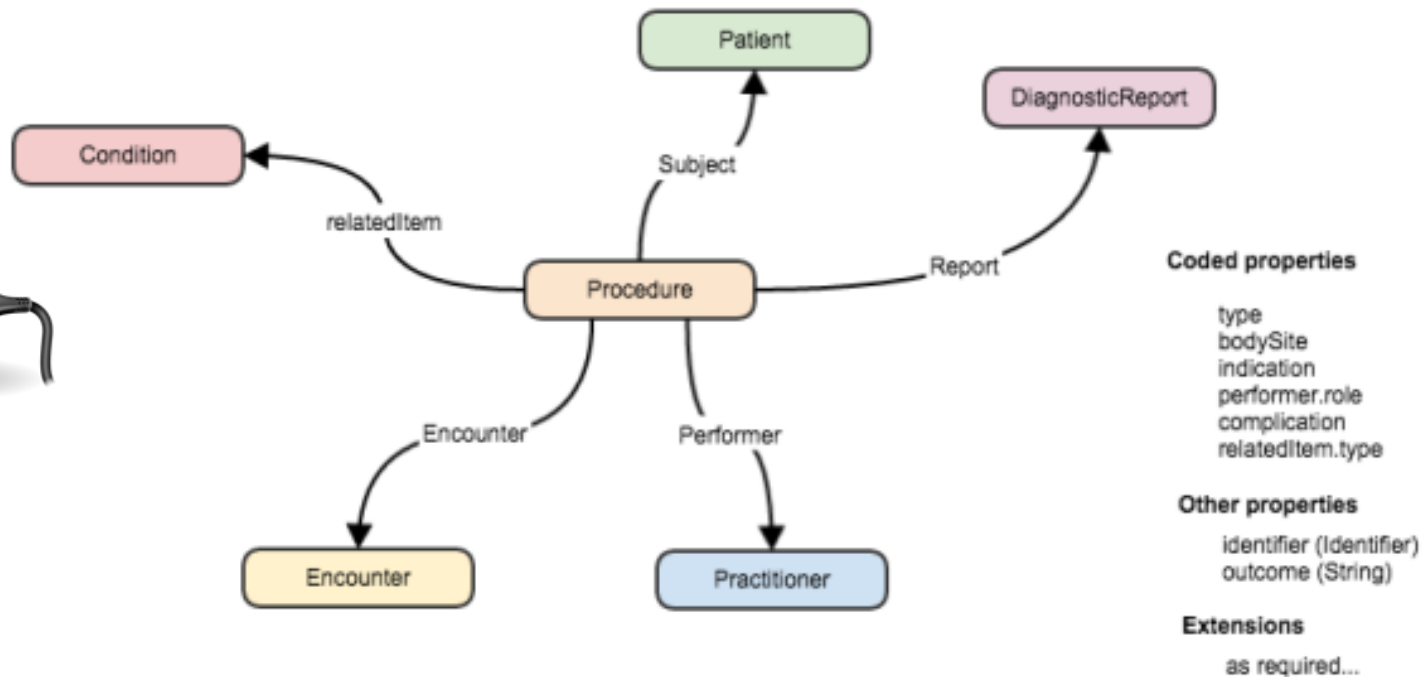 Patient
DiagnosticReport
Condition
Subject
relatedItem
Report
Procedure
Encounter
Performer
Encounter
Practitioner
Coded properties
type
bodySite
indication
performer.role
complication
relatedItem.type
Other properties
identifier (Identifier)
outcome (String)
Extensions
as required...